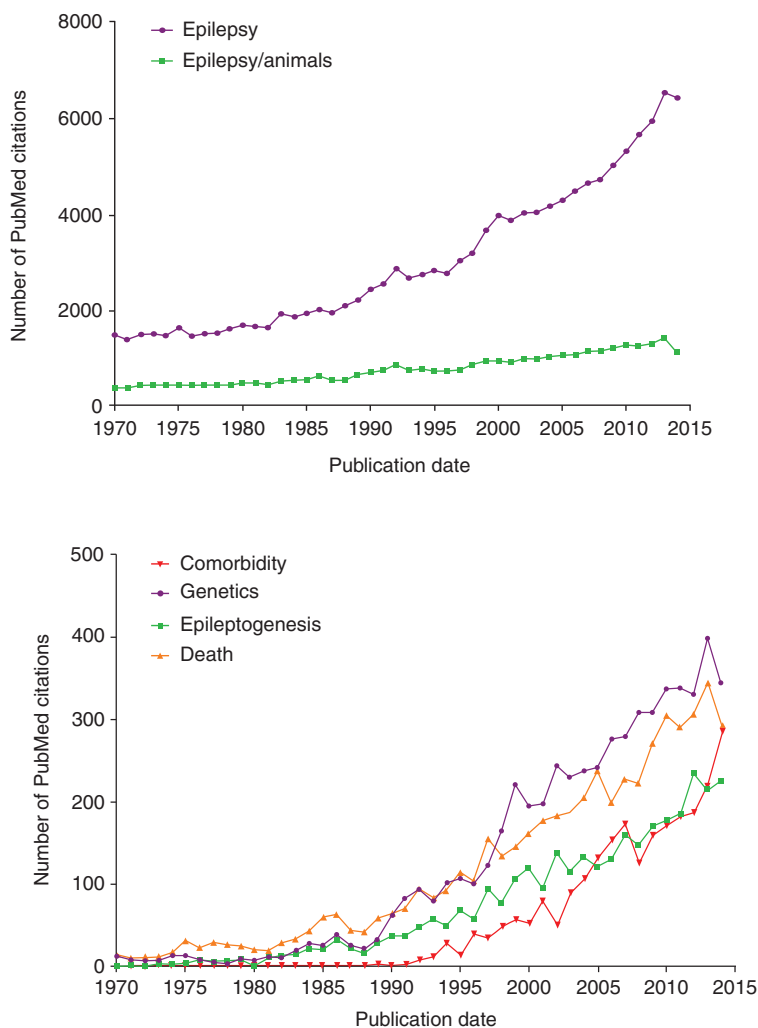 8000
6000
4000
2000
0
Number of PubMed citations
Epilepsy
Epilepsy/animals
1970 1975 1980 1985 1990 1995 2000 2005 2010 2015
Publication date
500
400
300
200
100
0
Number of PubMed citations
Comorbidity
Genetics
Epileptogenesis
Death
1970 1975 1980 1985 1990 1995 2000 2005 2010 2015
Publication date